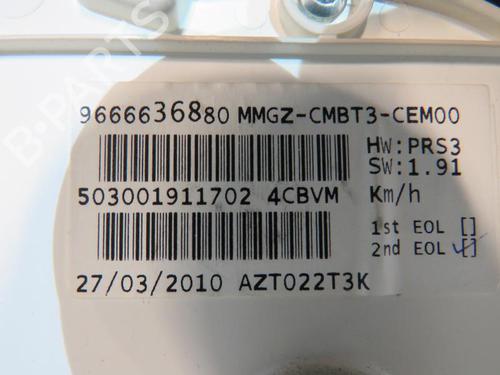 B-PARTS
9666636880 MMGZ-CMBT3-CEM00
HW:PRS3
SW:1.91
503001911702 4CBVM Km/h
1st EOL []
2nd EOL []
27/03/2010 AZT022T3K